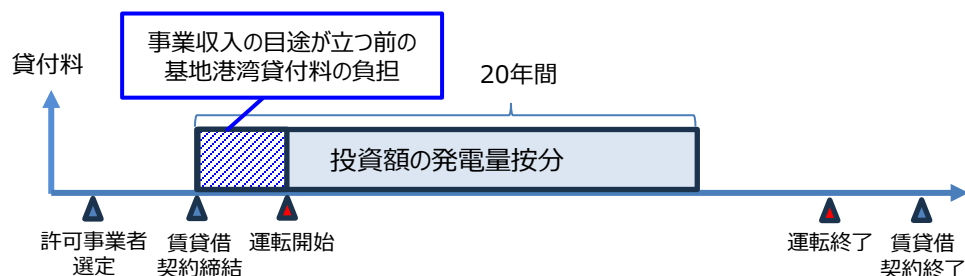 事業収入の目途が立つ前の
基地港湾貸付料の負担
貸付料
20年間
投資額の発電量按分
許可事業者
選定
賃貸借
契約締結
運転開始
運転終了
賃貸借
契約終了